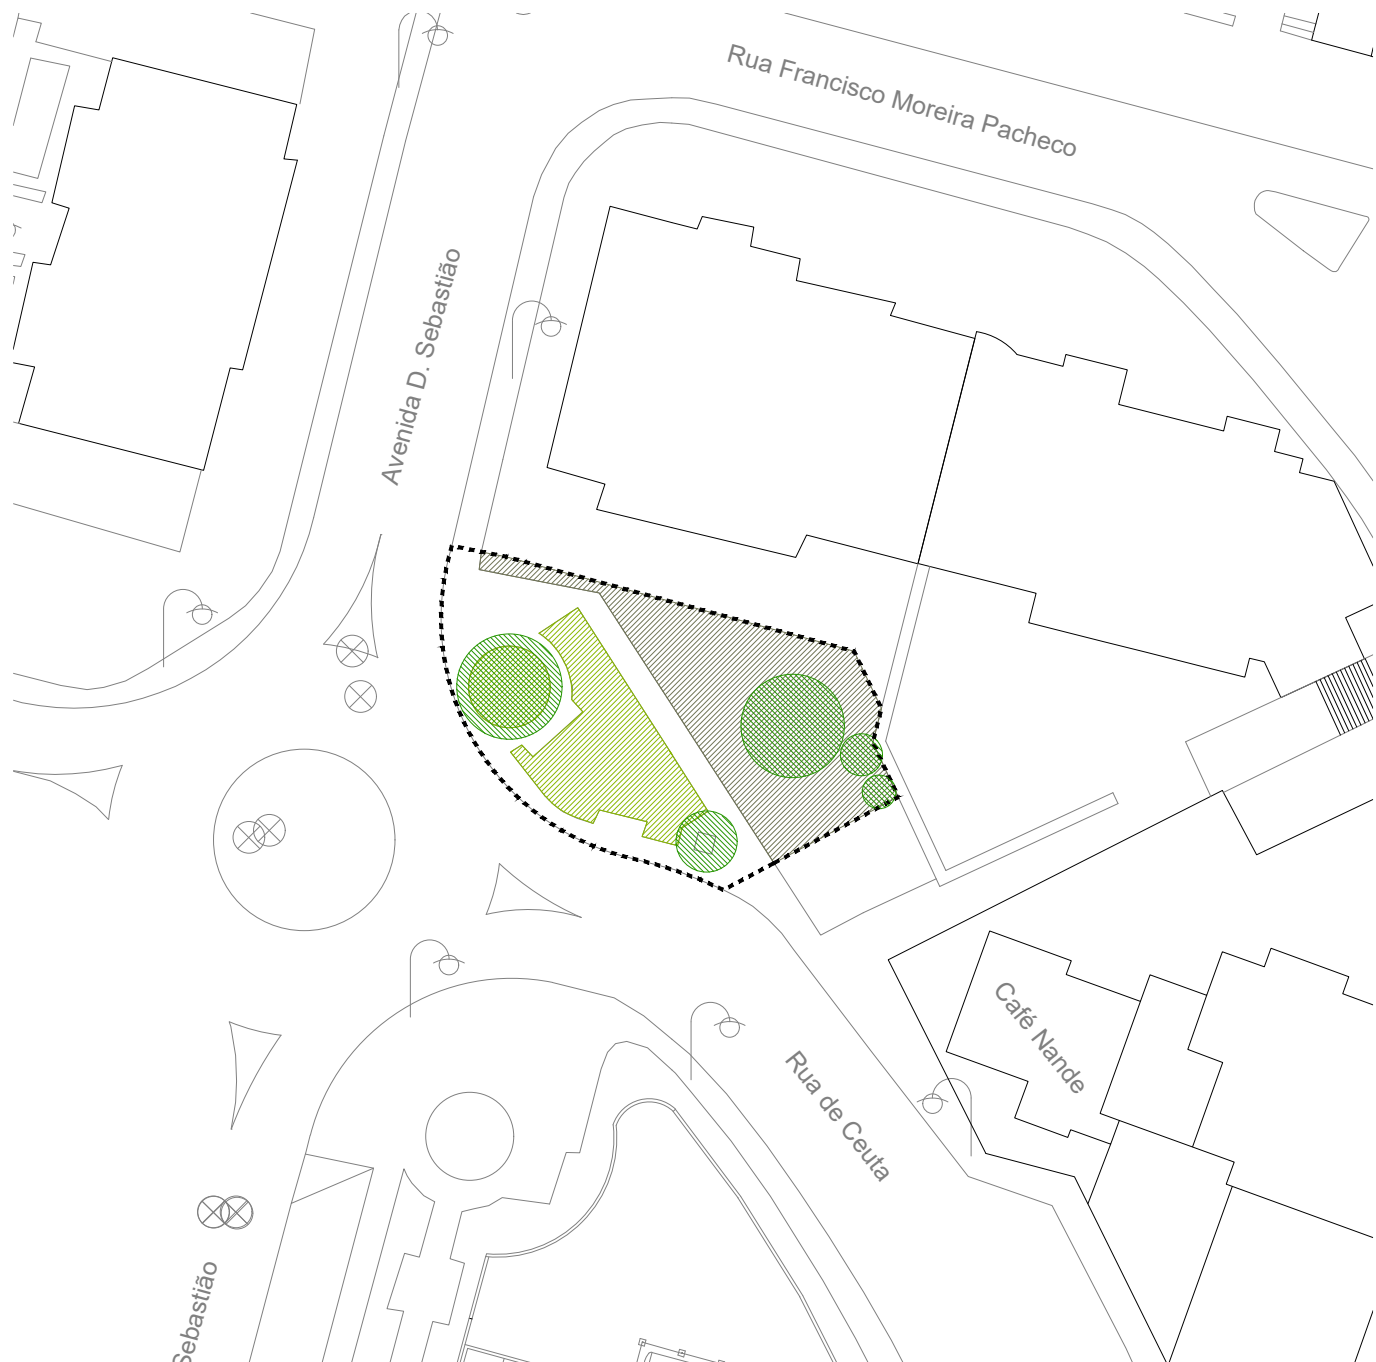 Rua Francisco Moreira Pacheco
Avenida D. Sebastião
Café Nande
Rua de Ceuta
Sebastião